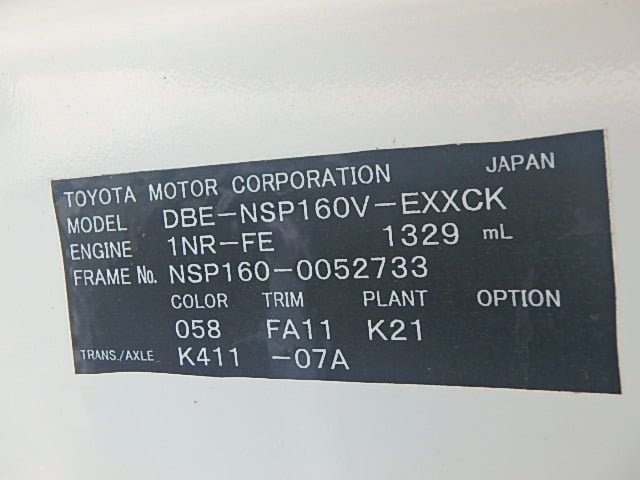 TOYOTA MOTOR CORPORATION JAPAN
MODEL DBE-NSP160V-EXXCK
ENGINE 1NR-FE 1329 mL
FRAME No. NSP160-0052733
COLOR TRIM PLANT OPTION
058 FA11 K21
TRANS./AXLE K411 -07A